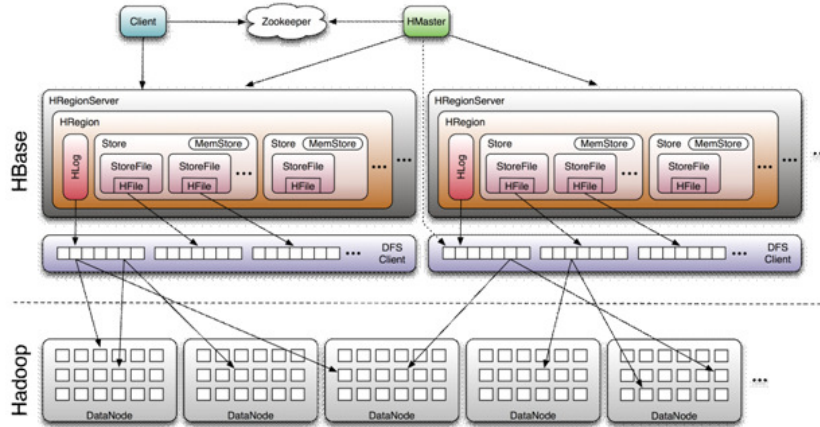 Client
Zookeeper
HMaster
HBase
HRegionServer
HRegion
HLog
Store
MemStore
StoreFile
HFile
StoreFile
HFile
...
Store
MemStore
StoreFile
HFile
...
...
HRegionServer
HRegion
HLog
Store
MemStore
StoreFile
HFile
StoreFile
HFile
...
Store
MemStore
StoreFile
HFile
...
...
...
...
DFS
Client
...
DFS
Client
Hadoop
DataNode
DataNode
DataNode
DataNode
DataNode
...